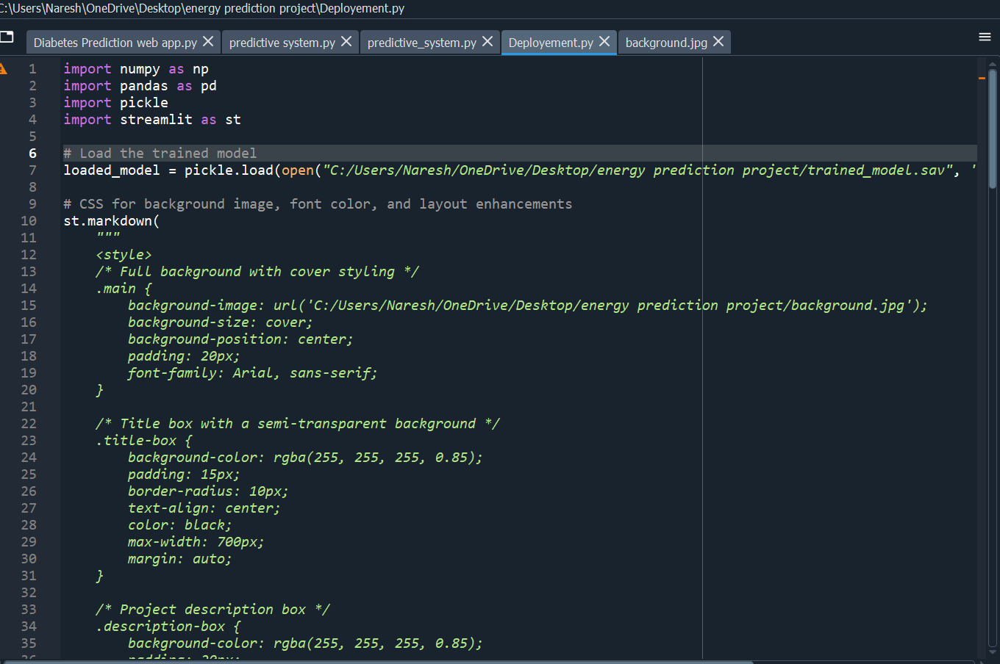 C:\Users\Naresh\OneDrive\Desktop\energy prediction project\Deployement.py
Diabetes Prediction web app.py predictive system.py predictive_system.py Deployement.py background.jpg
1 import numpy as np
2 import pandas as pd
3 import pickle
4 import streamlit as st
5
6 # Load the trained model
7 loaded_model = pickle.load(open("C:/Users/Naresh/OneDrive/Desktop/energy prediction project/trained_model.sav", '
8
9 # CSS for background image, font color, and layout enhancements
10 st.markdown(
11 """
12 <style>
13 /* Full background with cover styling */
14 .main {
15 background-image: url('C:/Users/Naresh/OneDrive/Desktop/energy prediction project/background.jpg');
16 background-size: cover;
17 background-position: center;
18 padding: 20px;
19 font-family: Arial, sans-serif;
20 }
21
22 /* Title box with a semi-transparent background */
23 .title-box {
24 background-color: rgba(255, 255, 255, 0.85);
25 padding: 15px;
26 border-radius: 10px;
27 text-align: center;
28 color: black;
29 max-width: 700px;
30 margin: auto;
31 }
32
33 /* Project description box */
34 .description-box {
35 background-color: rgba(255, 255, 255, 0.85);
36 padding: 20px;